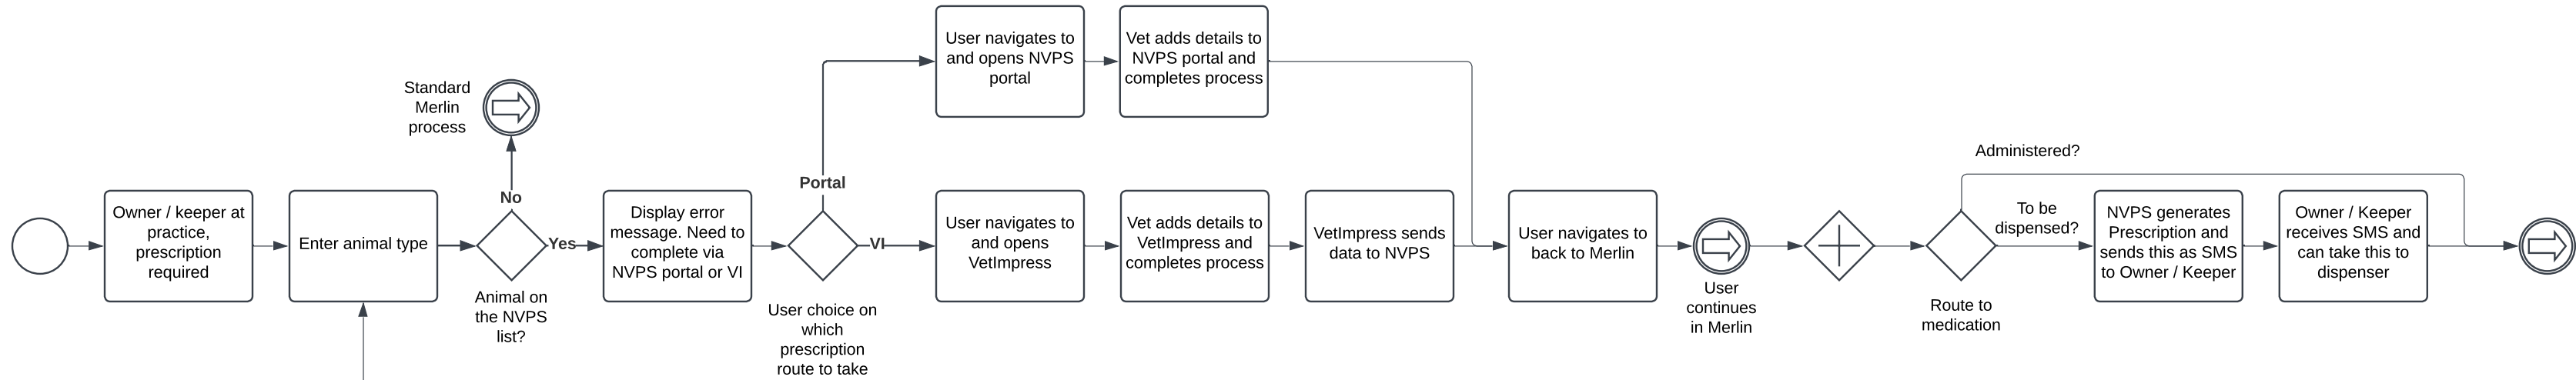 User navigates to
and opens NVPS
portal
Vet adds details to
NVPS portal and
completes process
Standard
Merlin
process
Administered?
Portal
No
Owner / keeper at
practice,
prescription
required
Enter animal type
Yes
Animal on
the NVPS
list?
Display error
message. Need to
complete via
NVPS portal or VI
VI
User choice on
which
prescription
route to take
User navigates to
and opens
VetImpress
Vet adds details to
VetImpress and
completes process
VetImpress sends
data to NVPS
User navigates to
back to Merlin
User
continues
in Merlin
Route to
medication
To be
dispensed?
NVPS generates
Prescription and
sends this as SMS
to Owner / Keeper
Owner / Keeper
receives SMS and
can take this to
dispenser